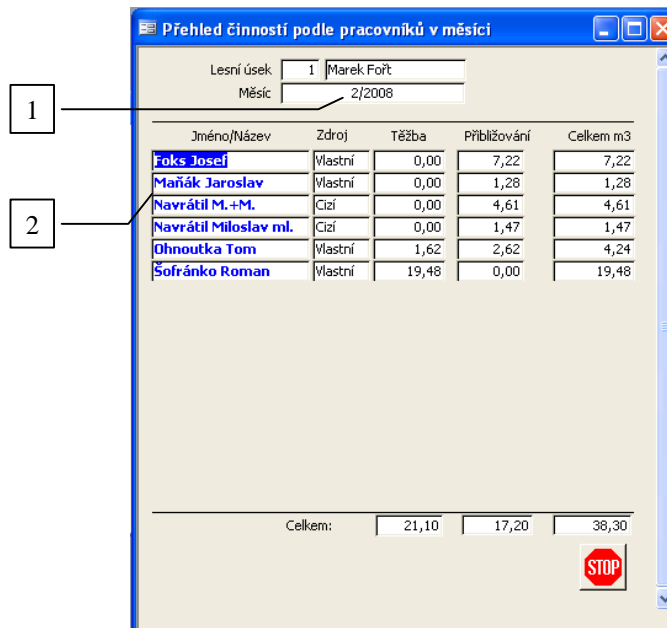 Přehled činností podle pracovníků v měsíci
Lesní úsek 1 Marek Fořt
Měsíc 2/2008
1
Jméno/Název Zdroj Těžba Přibližování Celkem m3
Foks Josef Vlastní 0,00 7,22 7,22
Maňák Jaroslav Vlastní 0,00 1,28 1,28
Navrátil M.+M. Cizí 0,00 4,61 4,61
2
Navrátil Miloslav ml. Cizí 0,00 1,47 1,47
Ohnoutka Tom Vlastní 1,62 2,62 4,24
Šofránko Roman Vlastní 19,48 0,00 19,48
Celkem: 21,10 17,20 38,30
STOP